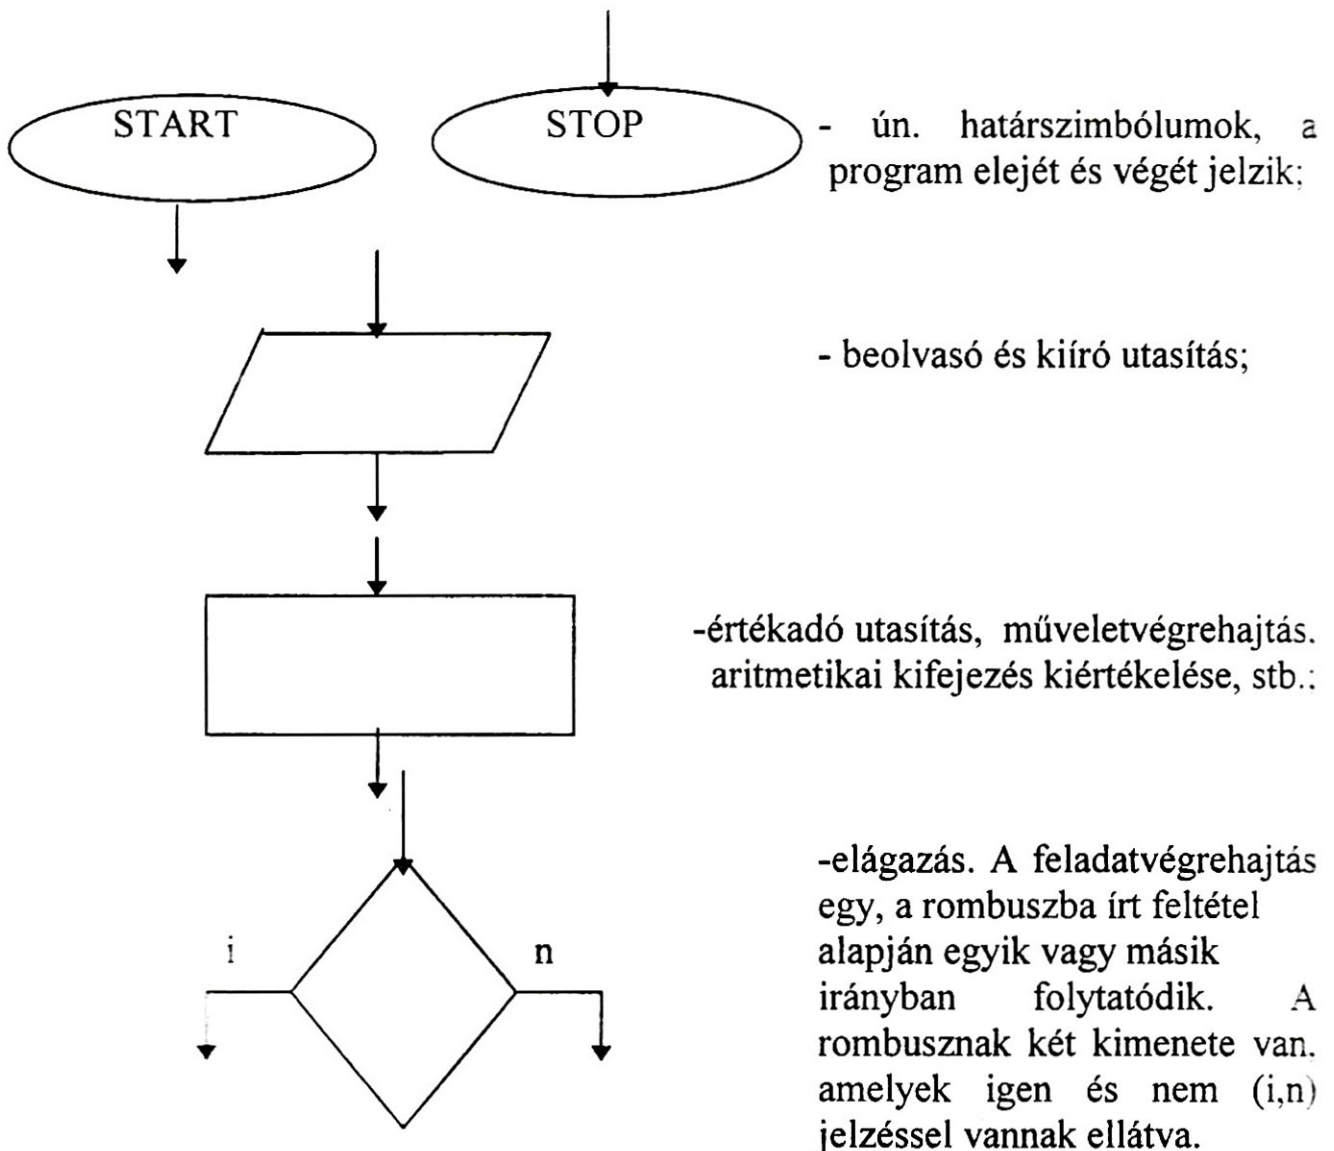 START
STOP
- ún. határszimbólumok, a
program elejét és végét jelzik;
- beolvasó és kiíró utasítás;
-értékadó utasítás, műveletvégrehajtás.
aritmetikai kifejezés kiértékelése, stb.:
-elágazás. A feladatvégrehajtás
egy, a rombuszba írt feltétel
alapján egyik vagy másik
irányban folytatódik. A
rombusznak két kimenete van.
amelyek igen és nem (i,n)
jelzéssel vannak ellátva.
i
n